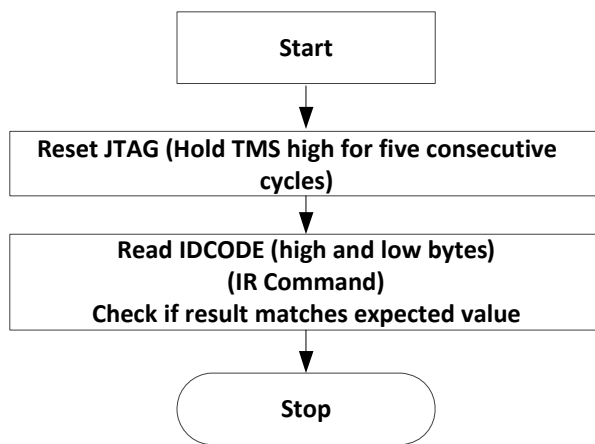 Start
Reset JTAG (Hold TMS high for five consecutive
cycles)
Read IDCODE (high and low bytes)
(IR Command)
Check if result matches expected value
Stop